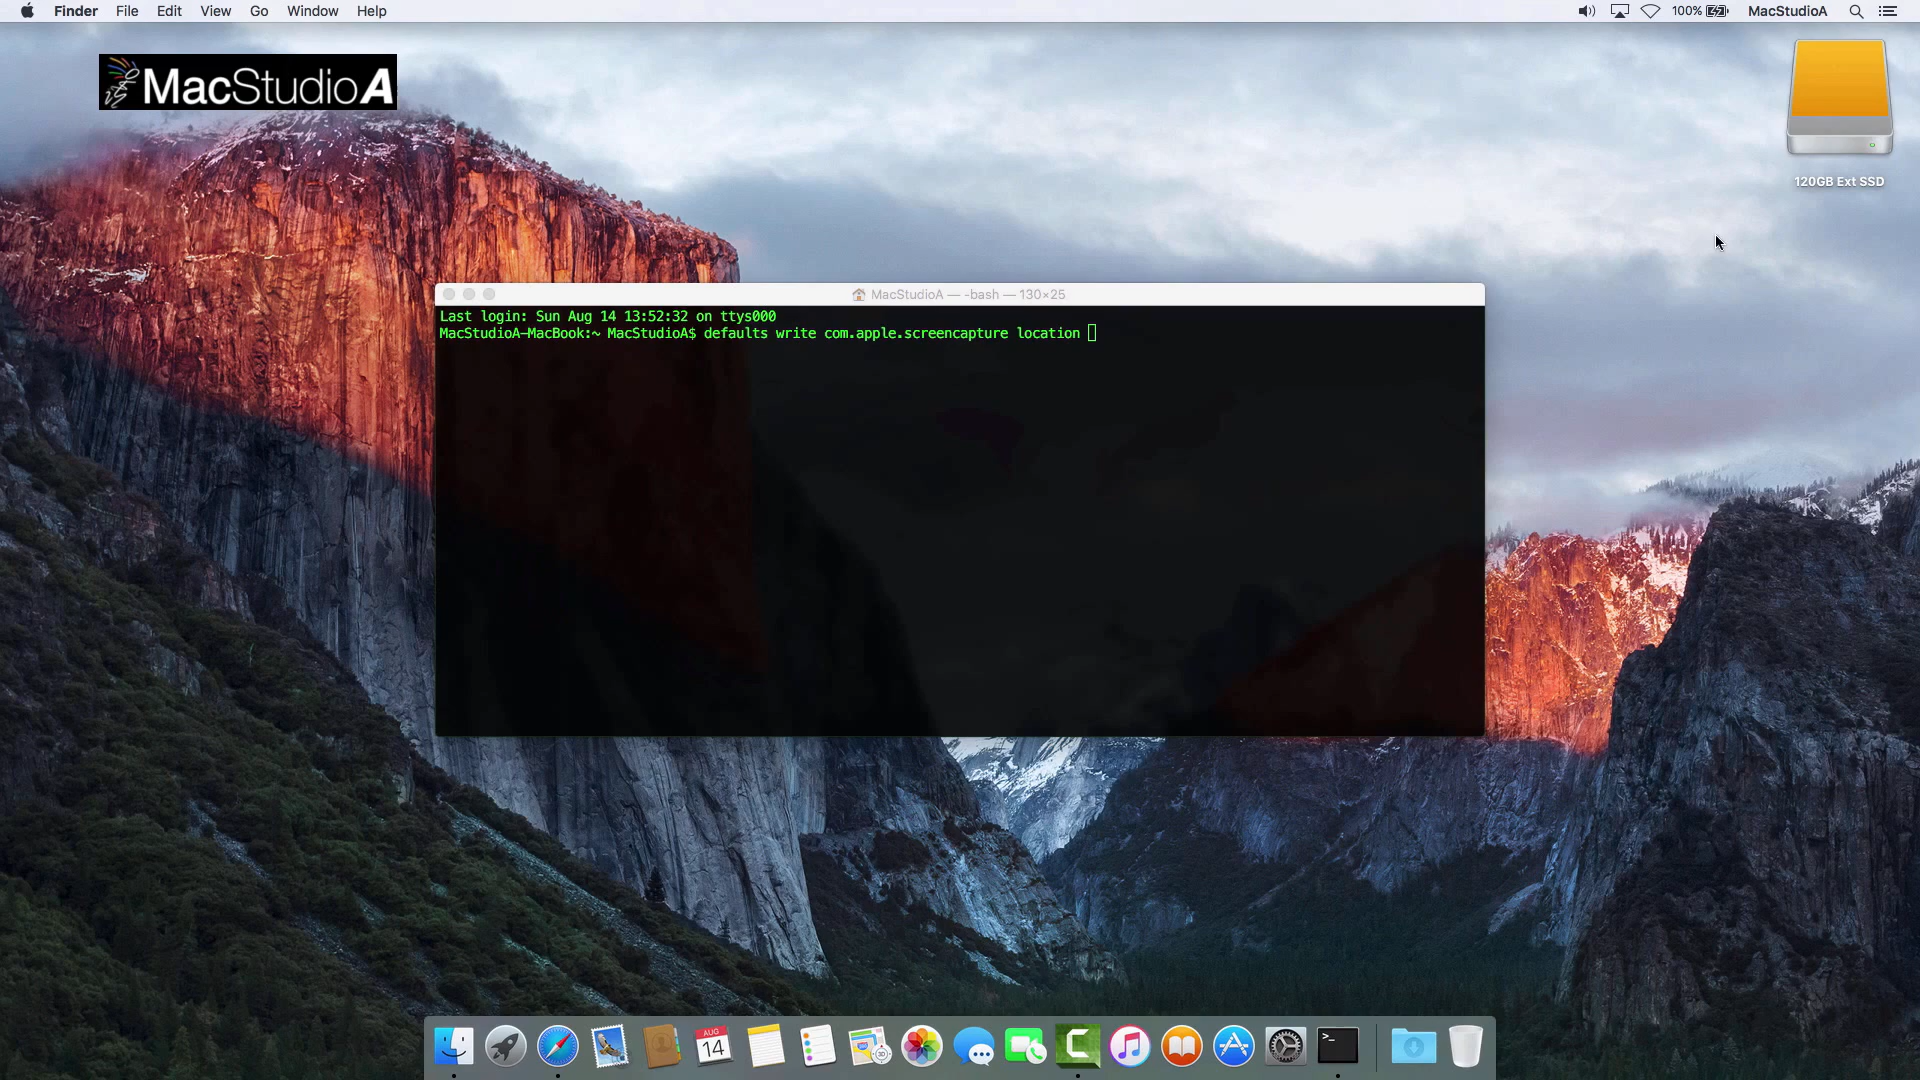 Finder File Edit View Go Window Help 100% MacStudioA
MacStudioA
120GB Ext SSD
MacStudioA — -bash — 130×25
Last login: Sun Aug 14 13:52:32 on ttys000
MacStudioA-MacBook:~ MacStudioA$ defaults write com.apple.screencapture location
AUG
14
>_